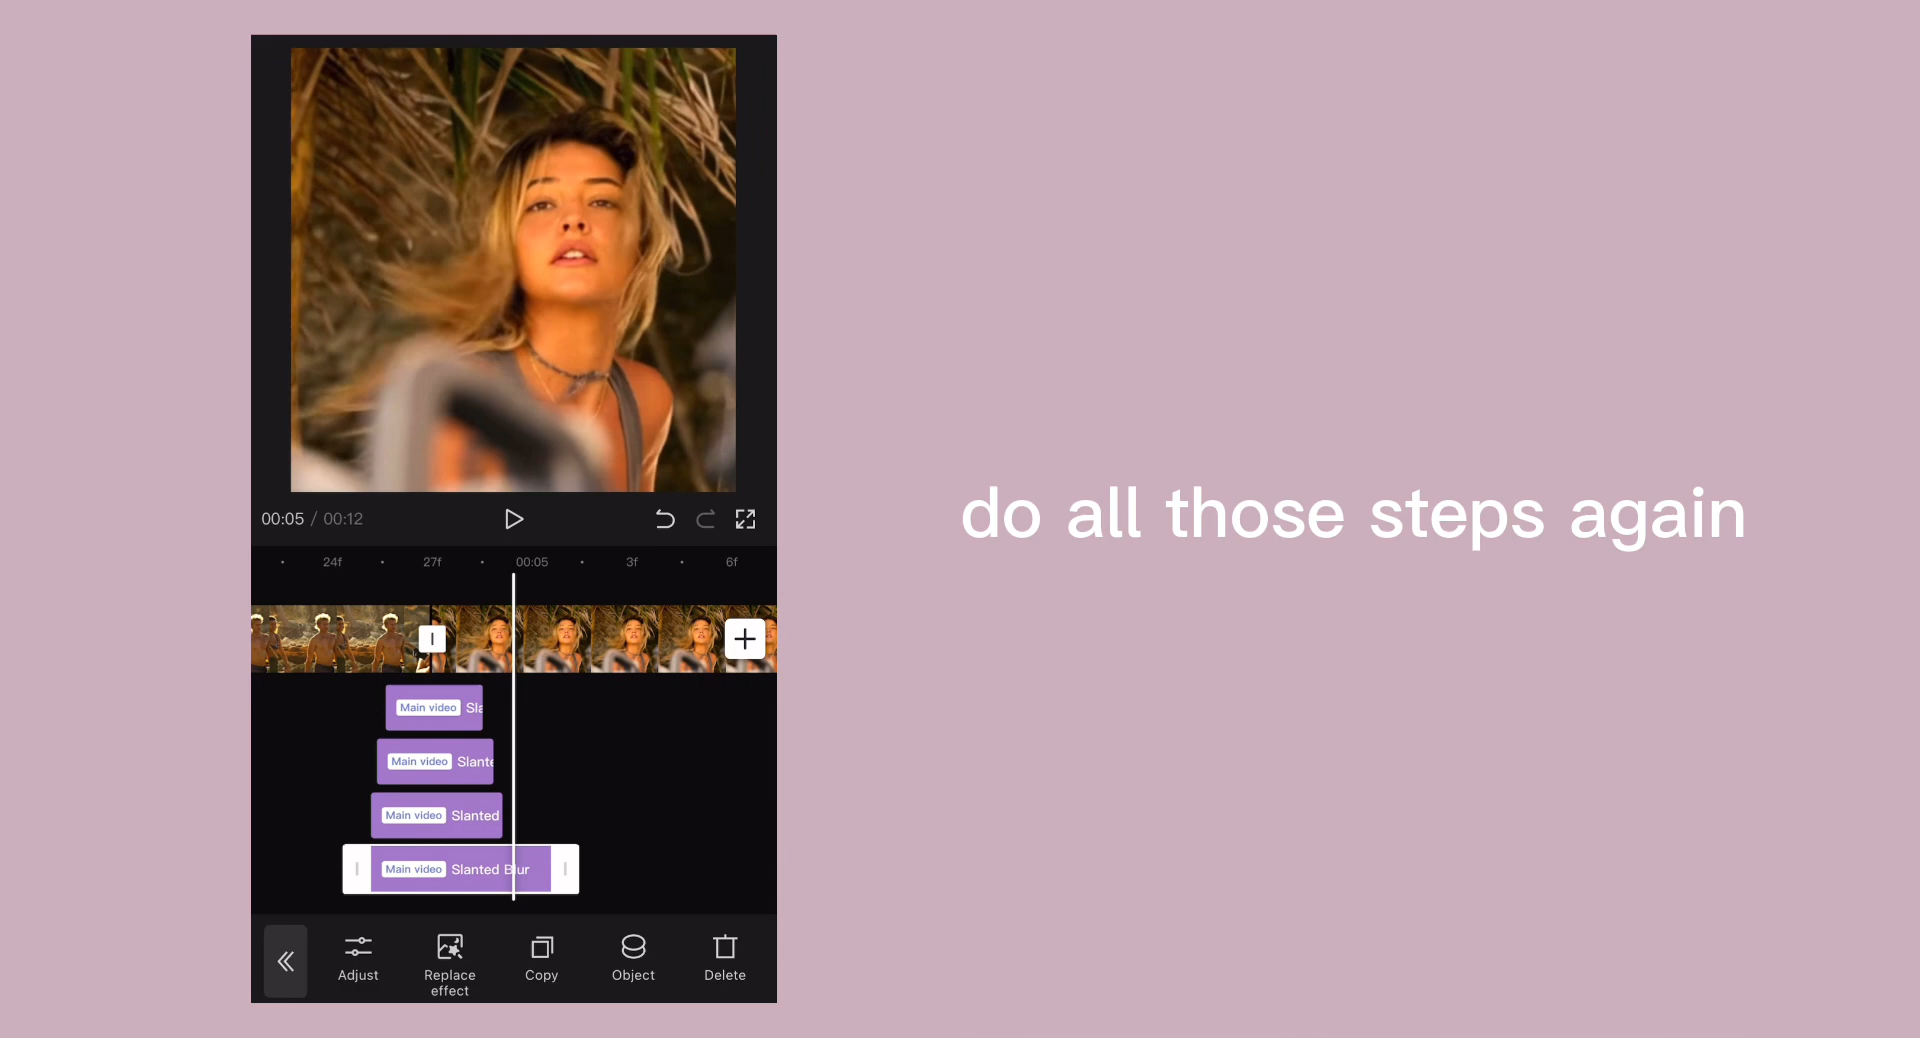 00:05 / 00:12
24f 27f 00:05 3f 6f
Main video Sla
Main video Slante
Main video Slanted
Main video Slanted Blur
Adjust
Replace
effect
Copy
Object
Delete
do all those steps again